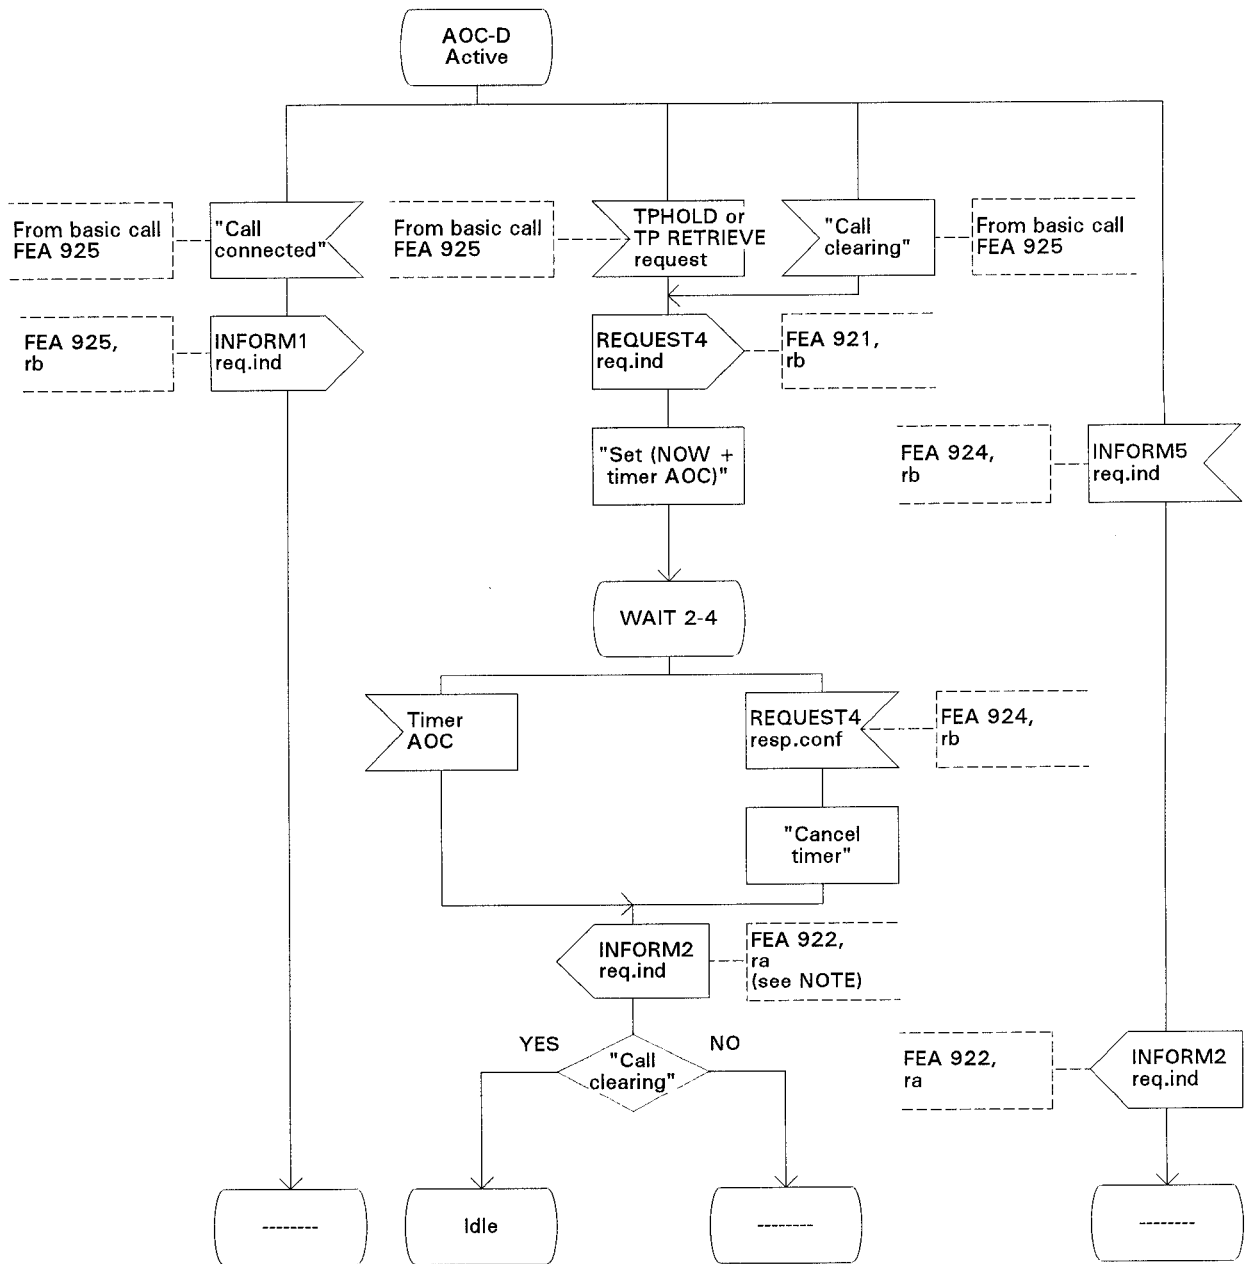 AOC-D
Active
From basic call
FEA 925
"Call
connected"
From basic call
FEA 925
TPHOLD or
TP RETRIEVE
request
"Call
clearing"
From basic call
FEA 925
FEA 925,
rb
INFORM1
req.ind
REQUEST4
req.ind
FEA 921,
rb
"Set (NOW +
timer AOC)"
FEA 924,
rb
INFORM5
req.ind
WAIT 2-4
Timer
AOC
REQUEST4
resp.conf
FEA 924,
rb
"Cancel
timer"
INFORM2
req.ind
FEA 922,
ra
(see NOTE)
YES
"Call
clearing"
NO
FEA 922,
ra
INFORM2
req.ind
--------
Idle
--------
--------